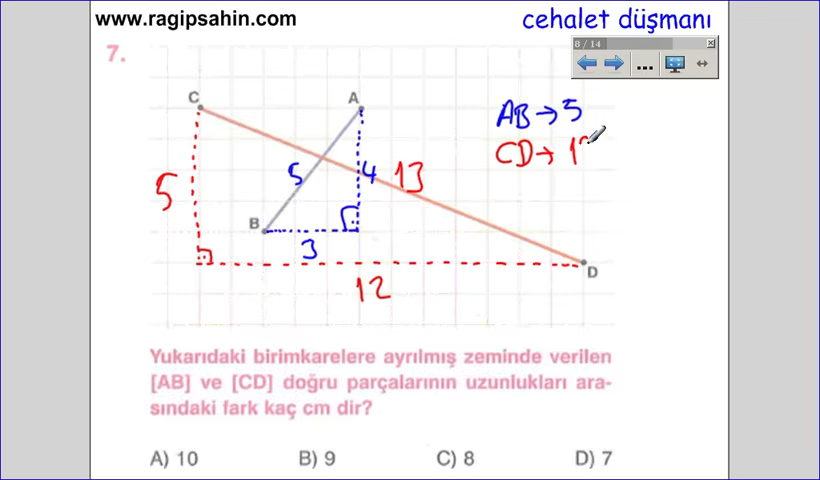 www.ragipsahin.com
cehalet düşmanı
7.
8 / 14
C
A
AB → 5
CD → 1
5
5
4
13
B
3
D
12
Yukarıdaki birimkarelere ayrılmış zeminde verilen
[AB] ve [CD] doğru parçalarının uzunlukları ara-
sındaki fark kaç cm dir?
A) 10 B) 9 C) 8 D) 7